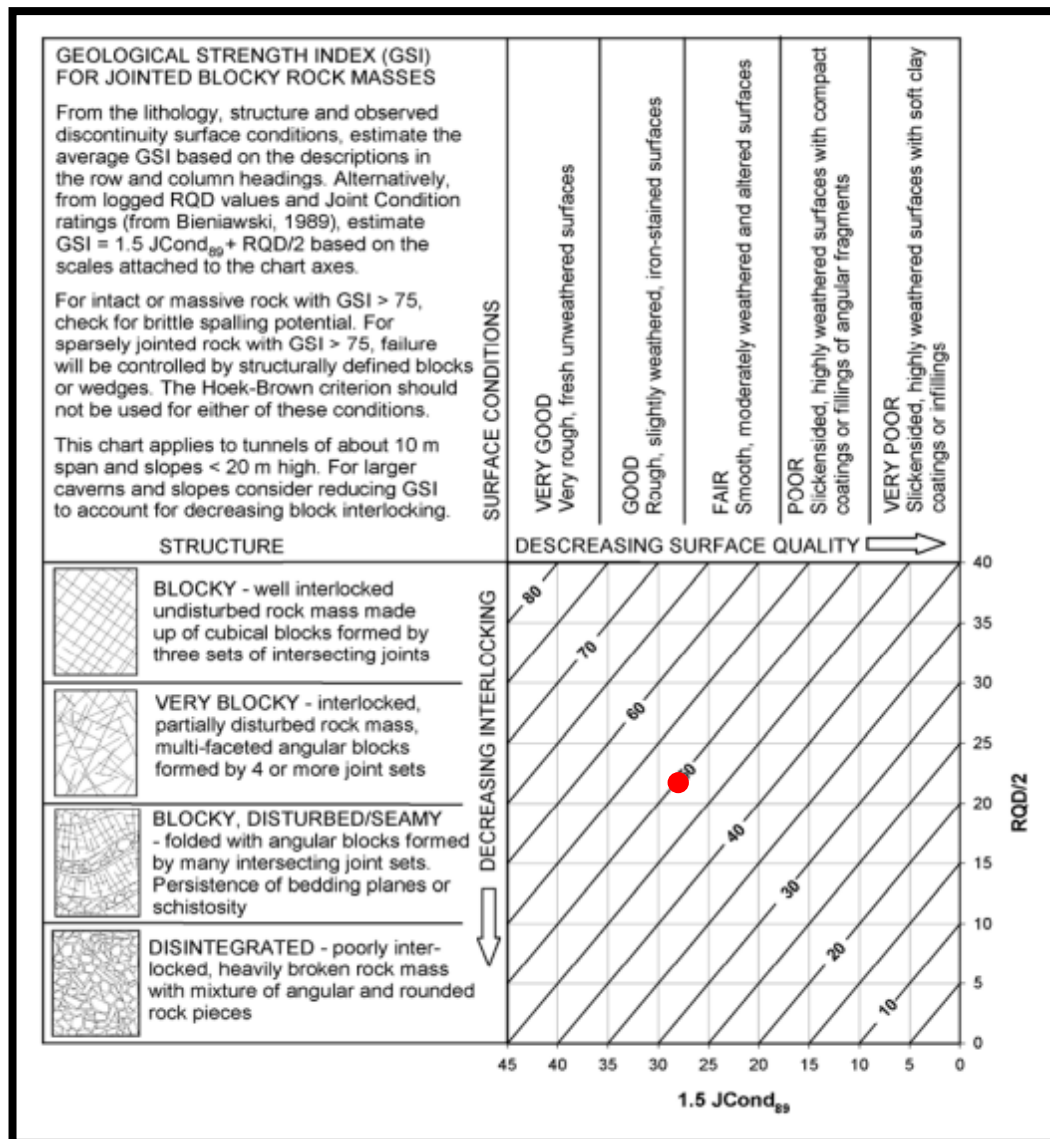 GEOLOGICAL STRENGTH INDEX (GSI)
FOR JOINTED BLOCKY ROCK MASSES
From the lithology, structure and observed
discontinuity surface conditions, estimate the
average GSI based on the descriptions in
the row and column headings. Alternatively,
from logged RQD values and Joint Condition
ratings (from Bieniawski, 1989), estimate
GSI = 1.5 JCond89 + RQD/2 based on the
scales attached to the chart axes.
For intact or massive rock with GSI > 75,
check for brittle spalling potential. For
sparsely jointed rock with GSI > 75, failure
will be controlled by structurally defined blocks
or wedges. The Hoek-Brown criterion should
not be used for either of these conditions.
This chart applies to tunnels of about 10 m
span and slopes < 20 m high. For larger
caverns and slopes consider reducing GSI
to account for decreasing block interlocking.
SURFACE CONDITIONS
VERY GOOD
Very rough, fresh unweathered surfaces
GOOD
Rough, slightly weathered, iron-stained surfaces
FAIR
Smooth, moderately weathered and altered surfaces
POOR
Slickensided, highly weathered surfaces with compact
coatings or fillings of angular fragments
VERY POOR
Slickensided, highly weathered surfaces with soft clay
coatings or infillings
STRUCTURE
DESCREASING SURFACE QUALITY
BLOCKY - well interlocked
undisturbed rock mass made
up of cubical blocks formed by
three sets of intersecting joints
VERY BLOCKY - interlocked,
partially disturbed rock mass,
multi-faceted angular blocks
formed by 4 or more joint sets
BLOCKY, DISTURBED/SEAMY
- folded with angular blocks formed
by many intersecting joint sets.
Persistence of bedding planes or
schistosity
DISINTEGRATED - poorly inter-
locked, heavily broken rock mass
with mixture of angular and rounded
rock pieces
DECREASING INTERLOCKING
80
70
60
40
30
20
10
40
35
30
25
20
15
10
5
0
RQD/2
45 40 35 30 25 20 15 10 5 0
1.5 JCond89